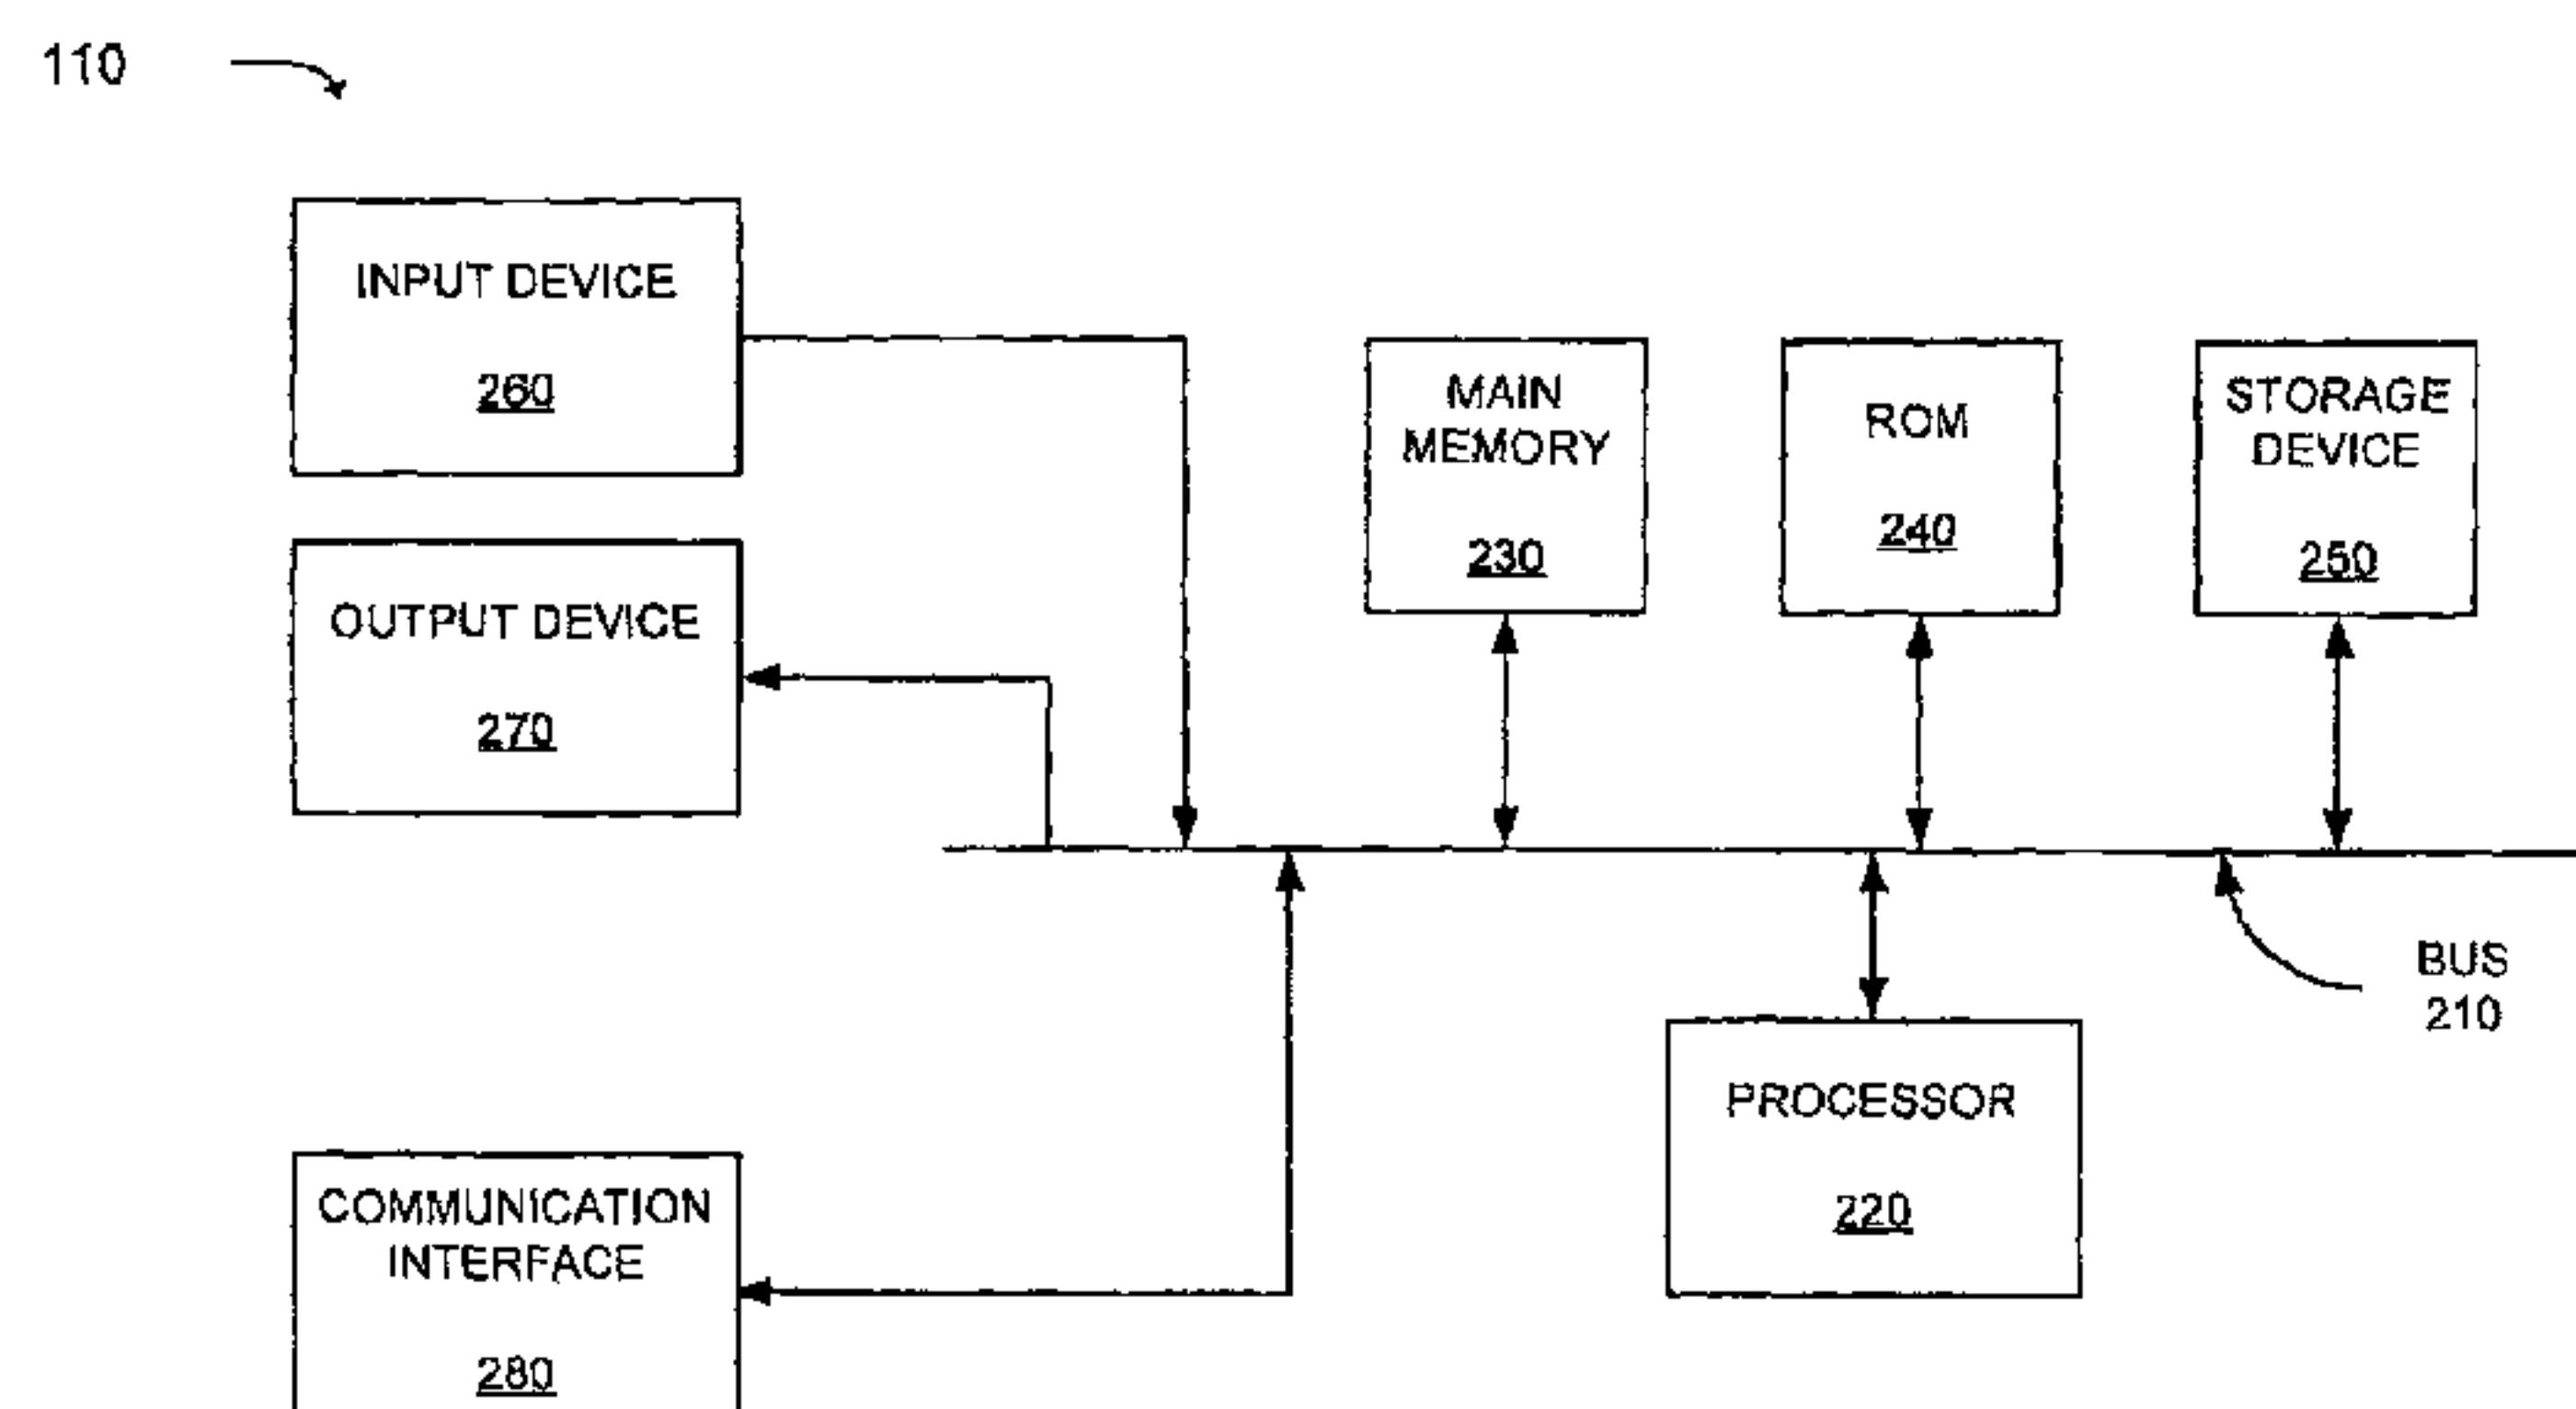 110
INPUT DEVICE
260
OUTPUT DEVICE
270
MAIN
MEMORY
230
ROM
240
STORAGE
DEVICE
250
BUS
210
PROCESSOR
220
COMMUNICATION
INTERFACE
280